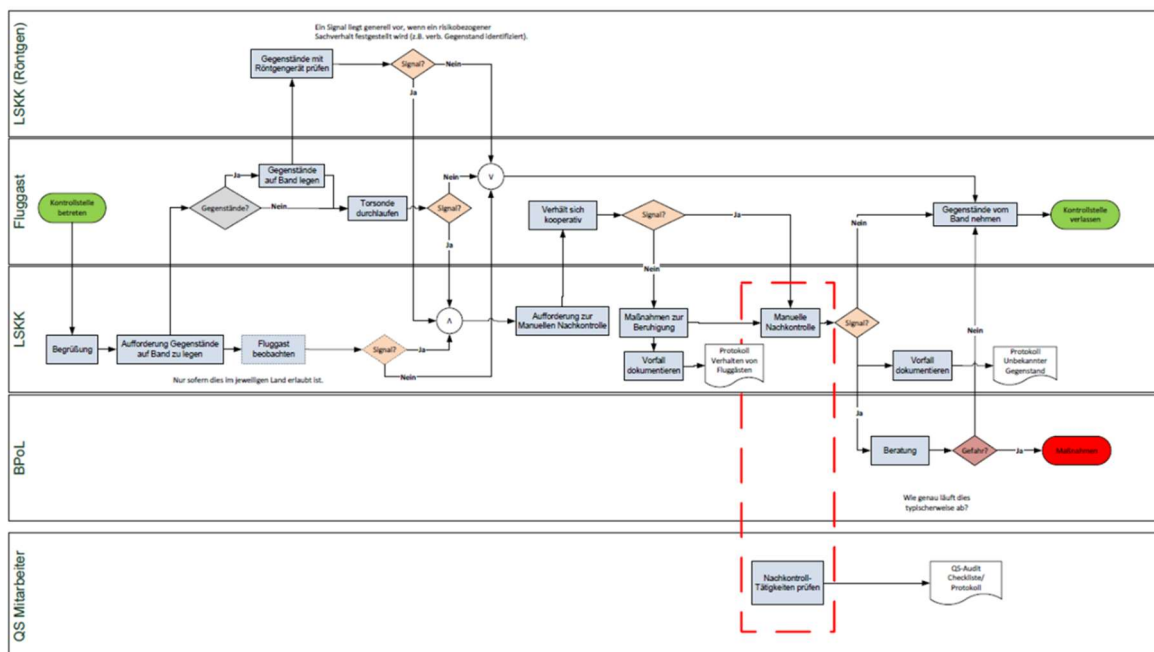 LSKK (Röntgen)
Ein Signal liegt generell vor, wenn ein risikobezogener
Sachverhalt festgestellt wird (z.B. verb. Gegenstand identifiziert).
Gegenstände mit
Röntgengerät prüfen
Signal?
Nein
Ja
Fluggast
Kontrollstelle
betreten
Gegenstände?
Ja
Nein
Gegenstände
auf Band legen
Torsonde
durchlaufen
Signal?
Nein
Ja
V
Verhält sich
kooperativ
Signal?
Ja
Nein
Nein
Gegenstände vom
Band nehmen
Kontrollstelle
verlassen
LSKK
Begrüßung
Aufforderung Gegenstände
auf Band zu legen
Fluggast
beobachten
Nur sofern dies im jeweiligen Land erlaubt ist.
Signal?
Ja
Nein
Λ
Aufforderung zur
Manuellen Nachkontrolle
Maßnahmen zur
Beruhigung
Vorfall
dokumentieren
Protokoll
Verhalten von
Fluggästen
Manuelle
Nachkontrolle
Signal?
Ja
Vorfall
dokumentieren
Protokoll
Unbekannter
Gegenstand
Nein
BPoL
Beratung
Gefahr?
Ja
Maßnahmen
Wie genau läuft dies
typischerweise ab?
QS Mitarbeiter
Nachkontroll-
Tätigkeiten prüfen
QS-Audit
Checkliste/
Protokoll